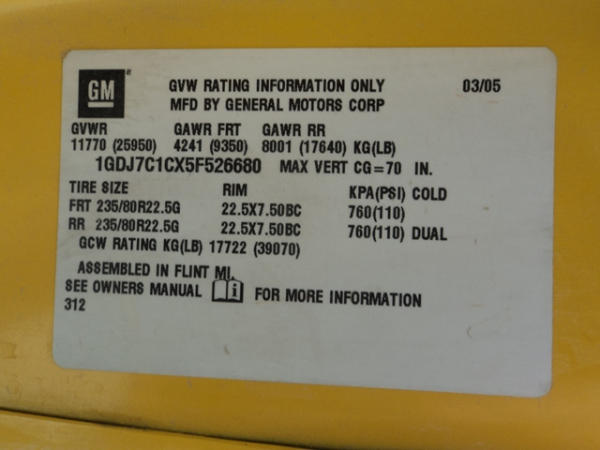 GM
GVW RATING INFORMATION ONLY 03/05
MFD BY GENERAL MOTORS CORP
GVWR GAWR FRT GAWR RR
11770 (25950) 4241 (9350) 8001 (17640) KG(LB)
1GDJ7C1CX5F526680 MAX VERT CG=70 IN.
TIRE SIZE RIM KPA(PSI) COLD
FRT 235/80R22.5G 22.5X7.50BC 760(110)
RR 235/80R22.5G 22.5X7.50BC 760(110) DUAL
GCW RATING KG(LB) 17722 (39070)
ASSEMBLED IN FLINT MI.
SEE OWNERS MANUAL i FOR MORE INFORMATION
312